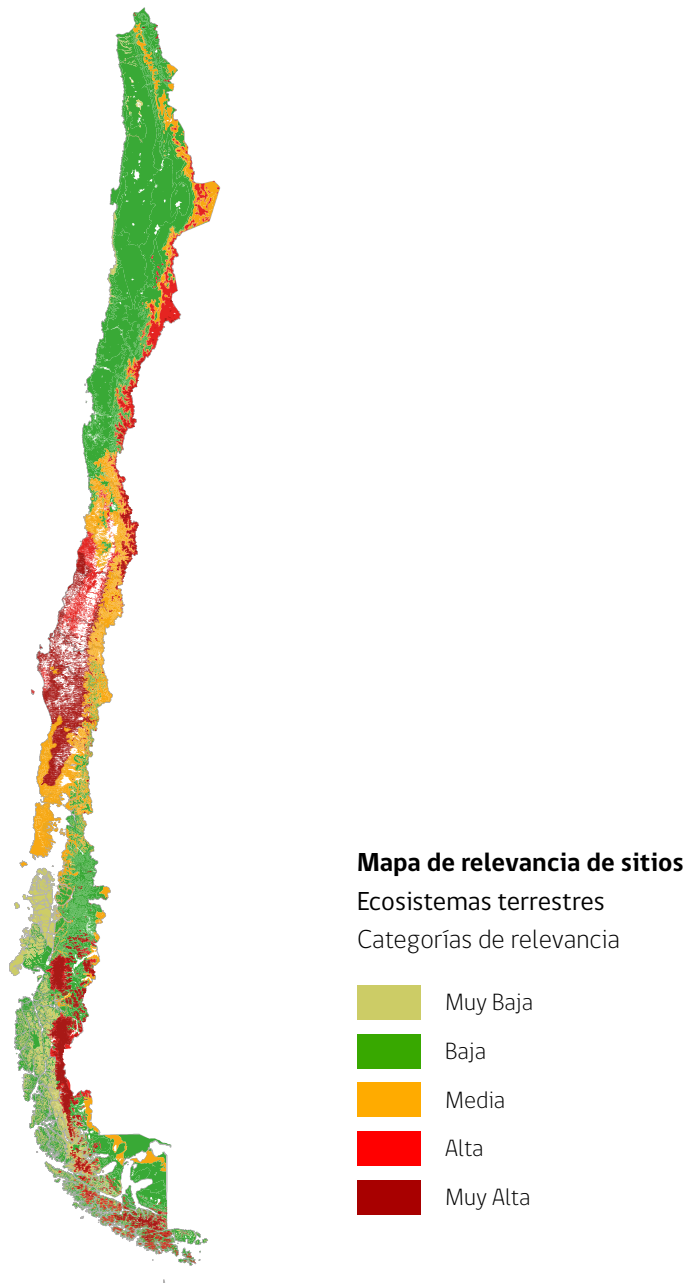 Mapa de relevancia de sitios
Ecosistemas terrestres
Categorías de relevancia
Muy Baja
Baja
Media
Alta
Muy Alta